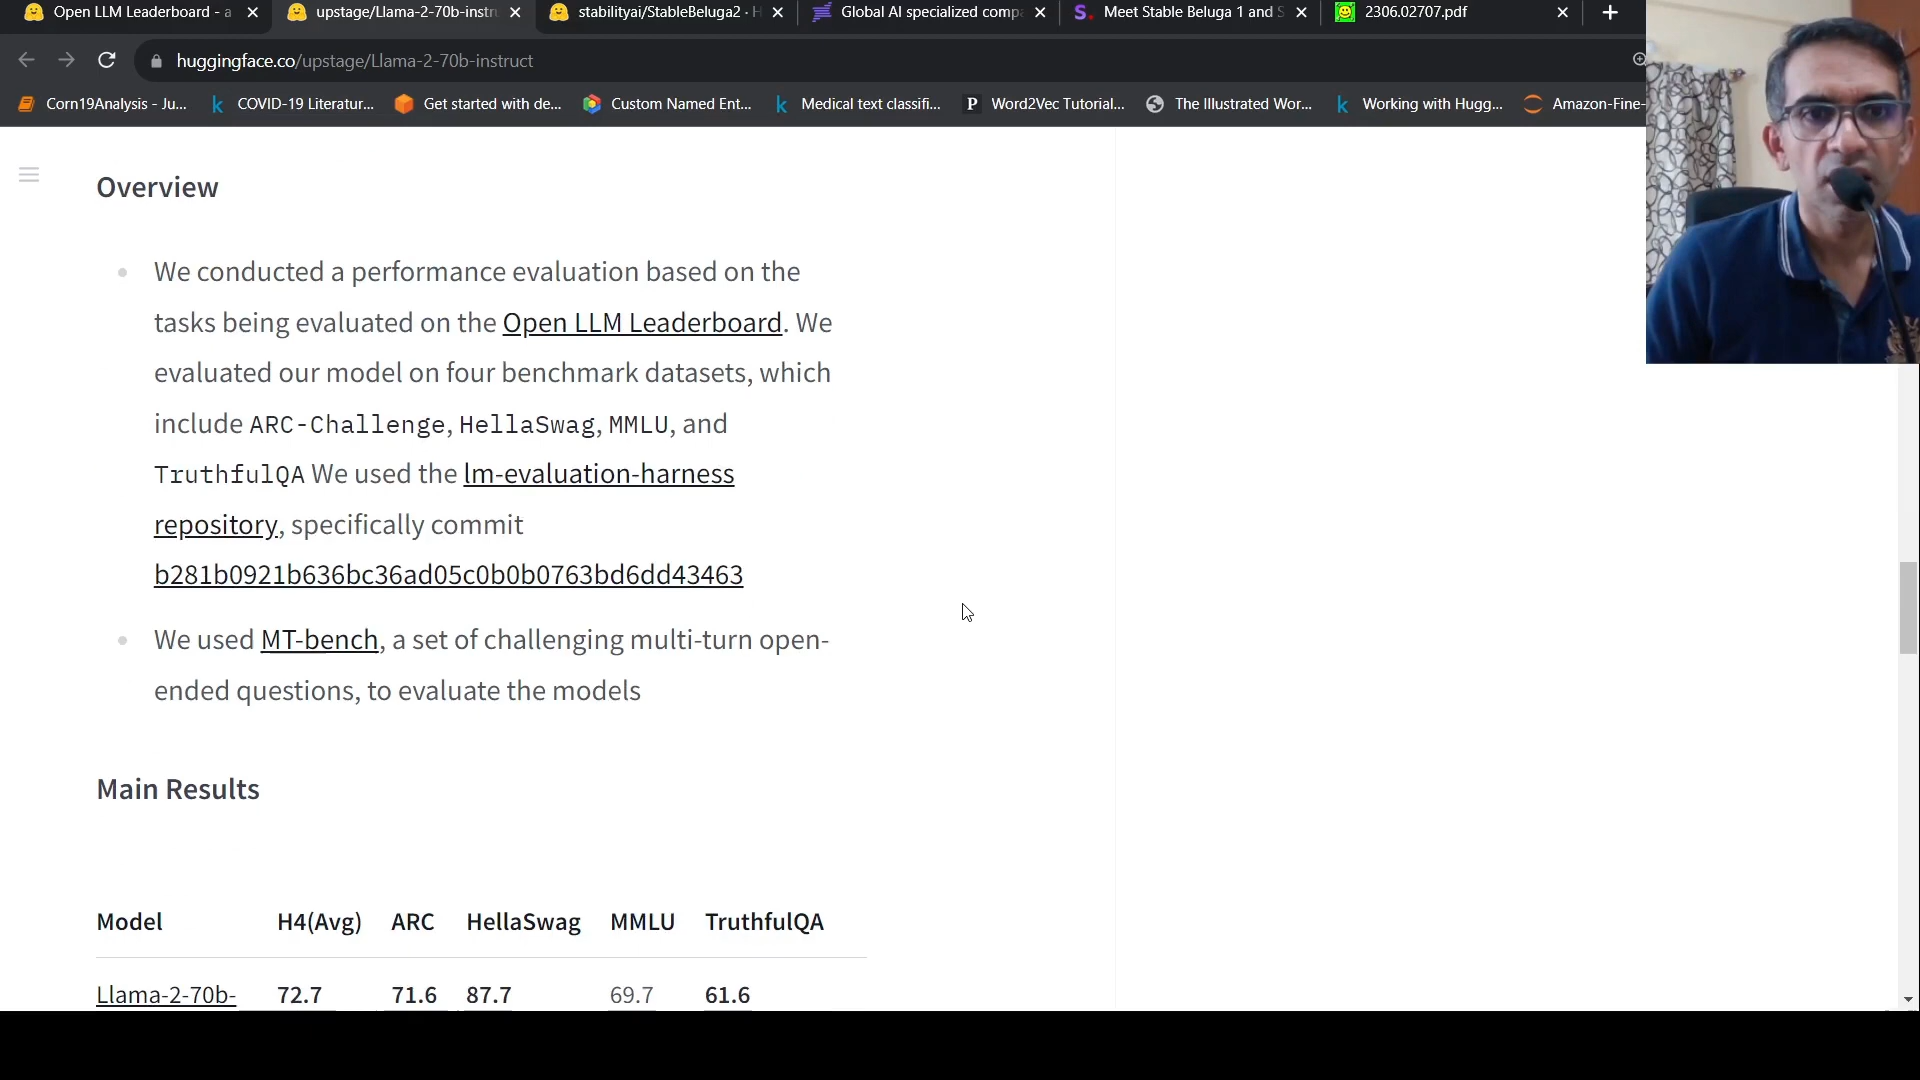 Open LLM Leaderboard - a
upstage/Llama-2-70b-instr
stabilityai/StableBeluga2 · H
Global AI specialized comp
S. Meet Stable Beluga 1 and S
2306.02707.pdf
huggingface.co/upstage/Llama-2-70b-instruct
Corn19Analysis - Ju...
k COVID-19 Literatur...
Get started with de...
Custom Named Ent...
k Medical text classifi...
P Word2Vec Tutorial...
The Illustrated Wor...
k Working with Hugg...
Amazon-Fine-
Overview
We conducted a performance evaluation based on the
tasks being evaluated on the Open LLM Leaderboard. We
evaluated our model on four benchmark datasets, which
include ARC-Challenge, HellaSwag, MMLU, and
TruthfulQA We used the lm-evaluation-harness
repository, specifically commit
b281b0921b636bc36ad05c0b0b0763bd6dd43463
We used MT-bench, a set of challenging multi-turn open-
ended questions, to evaluate the models
Main Results
Model H4(Avg) ARC HellaSwag MMLU TruthfulQA
Llama-2-70b- 72.7 71.6 87.7 69.7 61.6